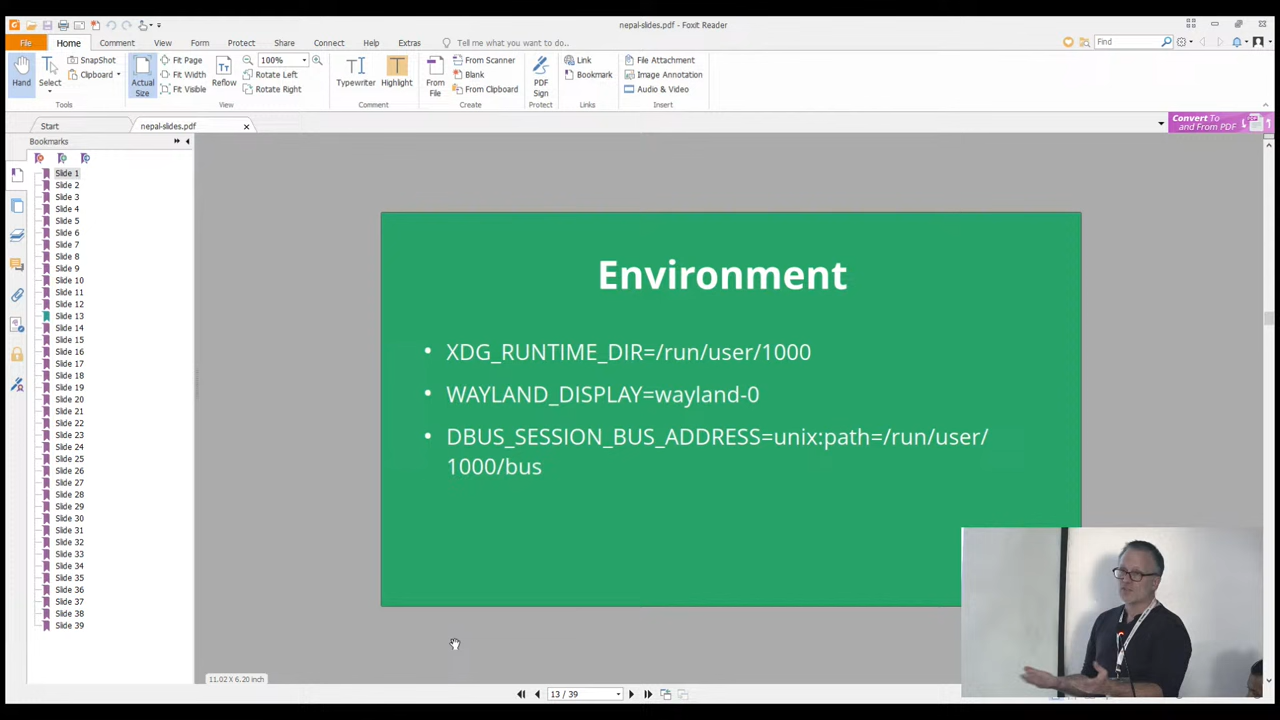 nepal-slides.pdf - Foxit Reader
File Home Comment View Form Protect Share Connect Help Extras Tell me what you want to do.. Find
Hand
Select
SnapShot
Clipboard
Tools
Actual
Size
Fit Page
Fit Width
Fit Visible
Reflow
100%
Rotate Left
Rotate Right
View
Typewriter
Highlight
Comment
From
File
From Scanner
Blank
From Clipboard
Create
PDF
Sign
Protect
Link
Bookmark
Links
File Attachment
Image Annotation
Audio & Video
Insert
Start
nepal-slides.pdf
Convert To
and From PDF
Bookmarks
Slide 1
Slide 2
Slide 3
Slide 4
Slide 5
Slide 6
Slide 7
Slide 8
Slide 9
Slide 10
Slide 11
Slide 12
Slide 13
Slide 14
Slide 15
Slide 16
Slide 17
Slide 18
Slide 19
Slide 20
Slide 21
Slide 22
Slide 23
Slide 24
Slide 25
Slide 26
Slide 27
Slide 28
Slide 29
Slide 30
Slide 31
Slide 32
Slide 33
Slide 34
Slide 35
Slide 36
Slide 37
Slide 38
Slide 39
Environment
• XDG_RUNTIME_DIR=/run/user/1000
• WAYLAND_DISPLAY=wayland-0
• DBUS_SESSION_BUS_ADDRESS=unix:path=/run/user/
1000/bus
11.02 X 6.20 inch
13 / 39